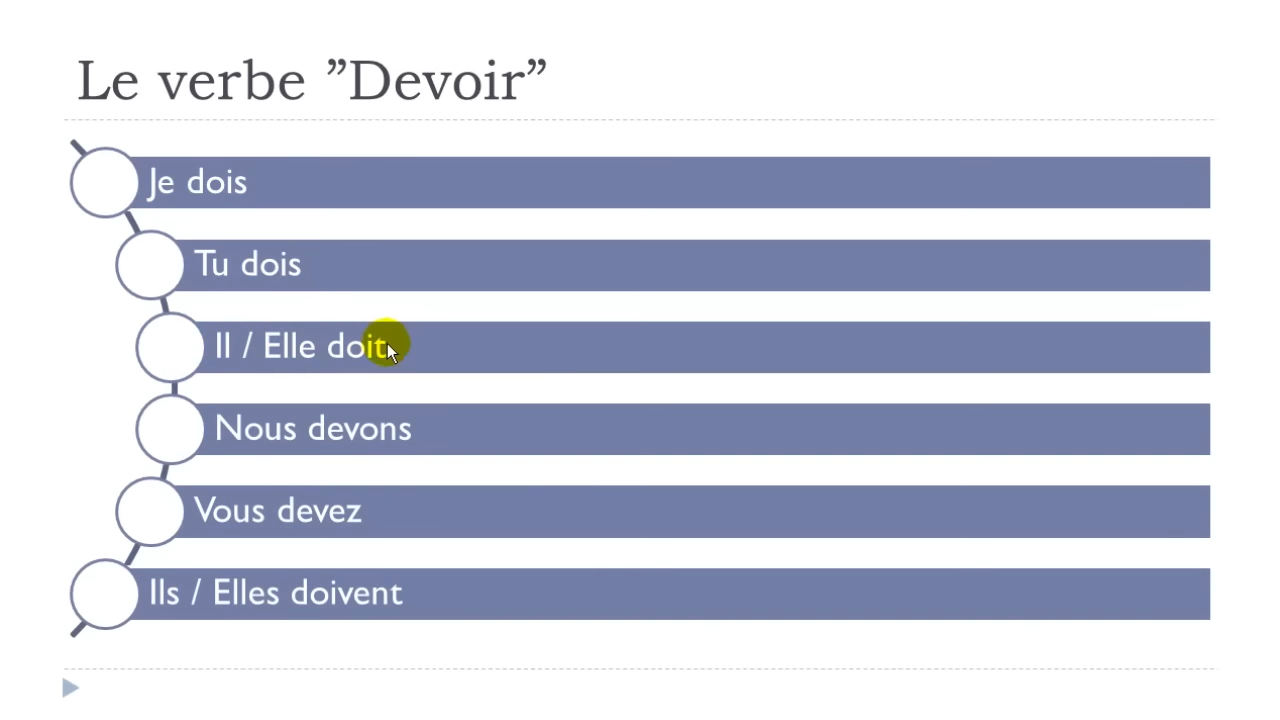 Le verbe ”Devoir”
Je dois
Tu dois
Il / Elle doit
Nous devons
Vous devez
Ils / Elles doivent